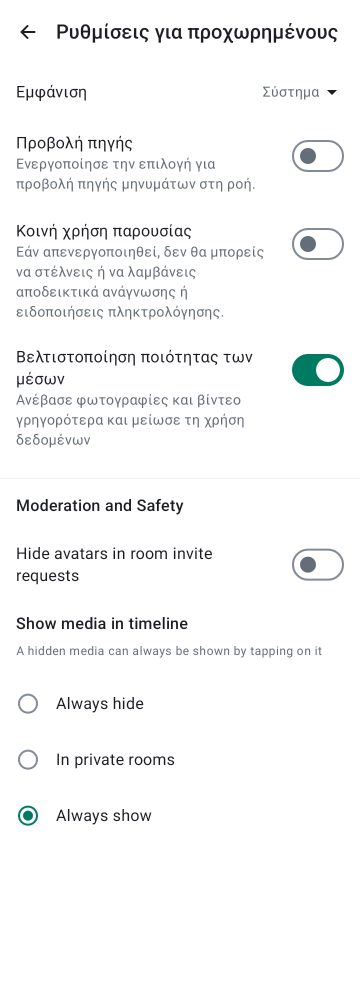 Ρυθμίσεις για προχωρημένους
Εμφάνιση
Σύστημα
Προβολή πηγής
Ενεργοποίησε την επιλογή για
προβολή πηγής μηνυμάτων στη ροή.
Κοινή χρήση παρουσίας
Εάν απενεργοποιηθεί, δεν θα μπορείς
να στέλνεις ή να λαμβάνεις
αποδεικτικά ανάγνωσης ή
ειδοποιήσεις πληκτρολόγησης.
Βελτιστοποίηση ποιότητας των
μέσων
Ανέβασε φωτογραφίες και βίντεο
γρηγορότερα και μείωσε τη χρήση
δεδομένων
Moderation and Safety
Hide avatars in room invite
requests
Show media in timeline
A hidden media can always be shown by tapping on it
Always hide
In private rooms
Always show